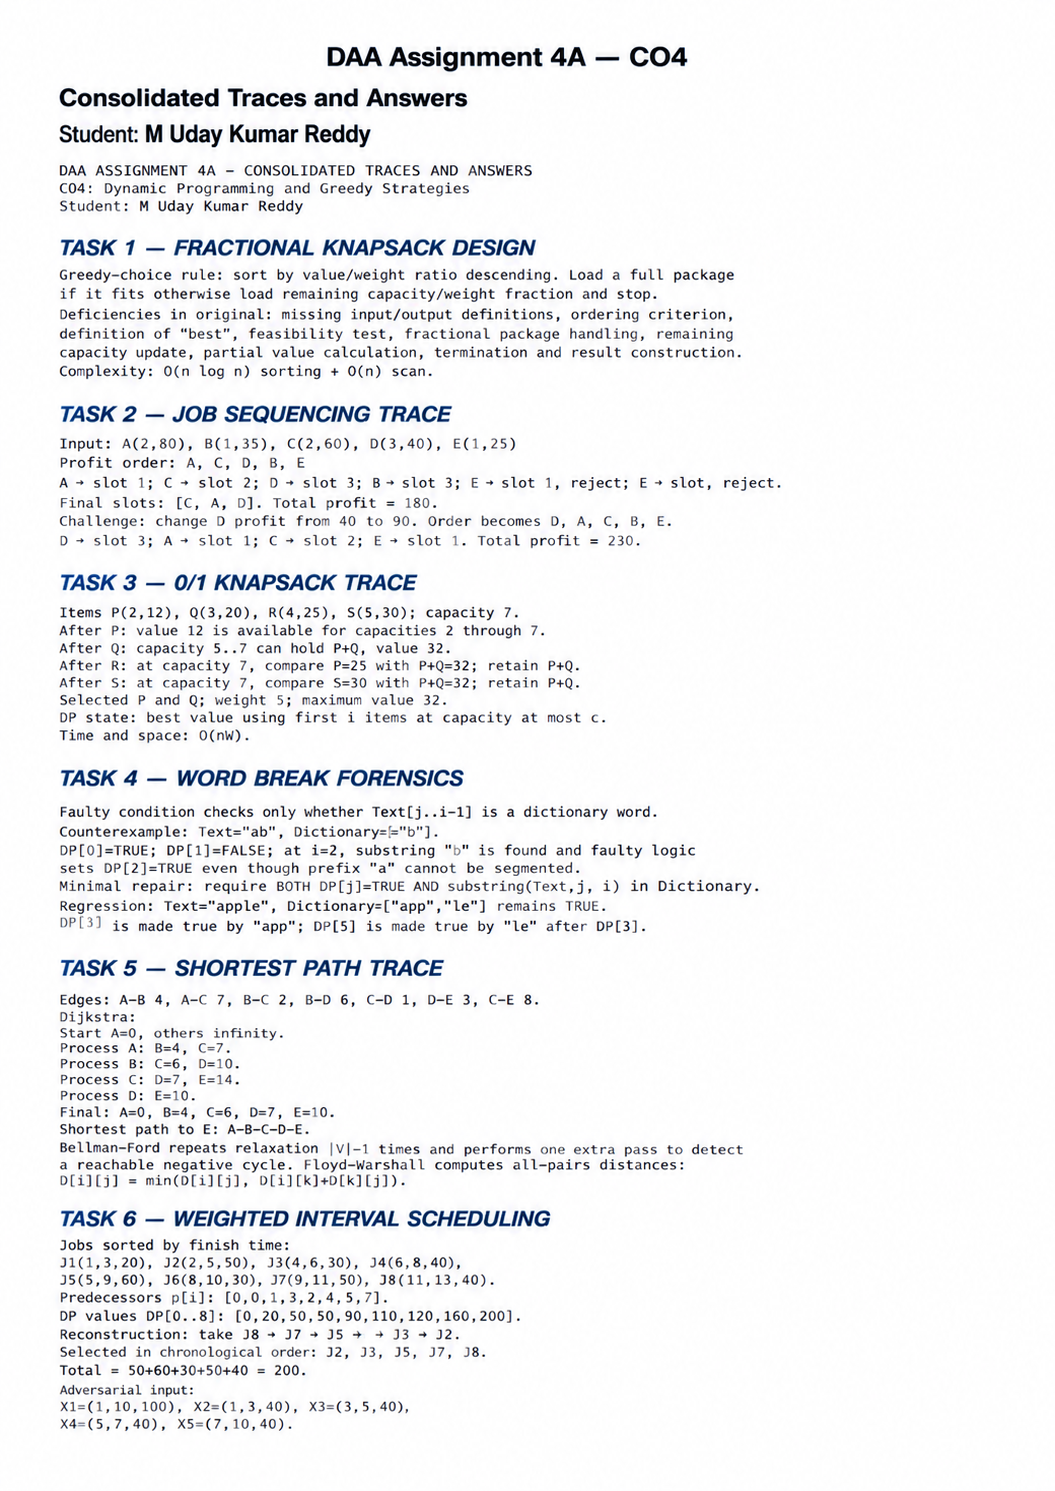 DAA Assignment 4A — CO4
Consolidated Traces and Answers
Student: M Uday Kumar Reddy
DAA ASSIGNMENT 4A – CONSOLIDATED TRACES AND ANSWERS
CO4: Dynamic Programming and Greedy Strategies
Student: M Uday Kumar Reddy
TASK 1 — FRACTIONAL KNAPSACK DESIGN
Greedy-choice rule: sort by value/weight ratio descending. Load a full package
if it fits otherwise load remaining capacity/weight fraction and stop.
Deficiencies in original: missing input/output definitions, ordering criterion,
definition of "best", feasibility test, fractional package handling, remaining
capacity update, partial value calculation, termination and result construction.
Complexity: O(n log n) sorting + O(n) scan.
TASK 2 — JOB SEQUENCING TRACE
Input: A(2,80), B(1,35), C(2,60), D(3,40), E(1,25)
Profit order: A, C, D, B, E
A → slot 1; C → slot 2; D → slot 3; B → slot 3; E → slot 1, reject; E → slot, reject.
Final slots: [C, A, D]. Total profit = 180.
Challenge: change D profit from 40 to 90. Order becomes D, A, C, B, E.
D → slot 3; A → slot 1; C → slot 2; E → slot 1. Total profit = 230.
TASK 3 — 0/1 KNAPSACK TRACE
Items P(2,12), Q(3,20), R(4,25), S(5,30); capacity 7.
After P: value 12 is available for capacities 2 through 7.
After Q: capacity 5..7 can hold P+Q, value 32.
After R: at capacity 7, compare P=25 with P+Q=32; retain P+Q.
After S: at capacity 7, compare S=30 with P+Q=32; retain P+Q.
Selected P and Q; weight 5; maximum value 32.
DP state: best value using first i items at capacity at most c.
Time and space: O(nW).
TASK 4 — WORD BREAK FORENSICS
Faulty condition checks only whether Text[j..i-1] is a dictionary word.
Counterexample: Text="ab", Dictionary=["b"].
DP[0]=TRUE; DP[1]=FALSE; at i=2, substring "b" is found and faulty logic
sets DP[2]=TRUE even though prefix "a" cannot be segmented.
Minimal repair: require BOTH DP[j]=TRUE AND substring(Text,j, i) in Dictionary.
Regression: Text="apple", Dictionary=["app","le"] remains TRUE.
DP[3] is made true by "app"; DP[5] is made true by "le" after DP[3].
TASK 5 — SHORTEST PATH TRACE
Edges: A-B 4, A-C 7, B-C 2, B-D 6, C-D 1, D-E 3, C-E 8.
Dijkstra:
Start A=0, others infinity.
Process A: B=4, C=7.
Process B: C=6, D=10.
Process C: D=7, E=14.
Process D: E=10.
Final: A=0, B=4, C=6, D=7, E=10.
Shortest path to E: A-B-C-D-E.
Bellman-Ford repeats relaxation |V|-1 times and performs one extra pass to detect
a reachable negative cycle. Floyd-Warshall computes all-pairs distances:
D[i][j] = min(D[i][j], D[i][k]+D[k][j]).
TASK 6 — WEIGHTED INTERVAL SCHEDULING
Jobs sorted by finish time:
J1(1,3,20), J2(2,5,50), J3(4,6,30), J4(6,8,40),
J5(5,9,60), J6(8,10,30), J7(9,11,50), J8(11,13,40).
Predecessors p[i]: [0,0,1,3,2,4,5,7].
DP values DP[0..8]: [0,20,50,50,90,110,120,160,200].
Reconstruction: take J8 → J7 → J5 → → J3 → J2.
Selected in chronological order: J2, J3, J5, J7, J8.
Total = 50+60+30+50+40 = 200.
Adversarial input:
X1=(1,10,100), X2=(1,3,40), X3=(3,5,40),
X4=(5,7,40), X5=(7,10,40).